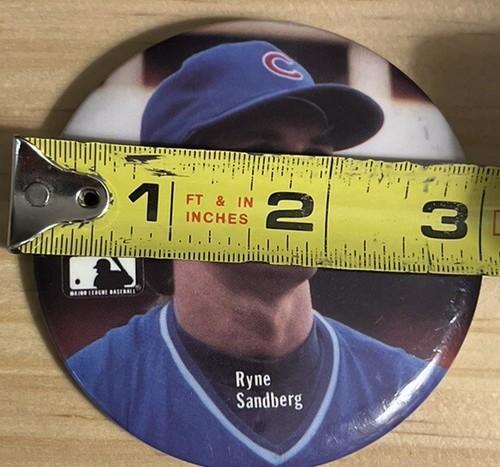 C
1 FT & IN 2 3
INCHES
MAJOR LEAGUE BASEBALL
Ryne
Sandberg